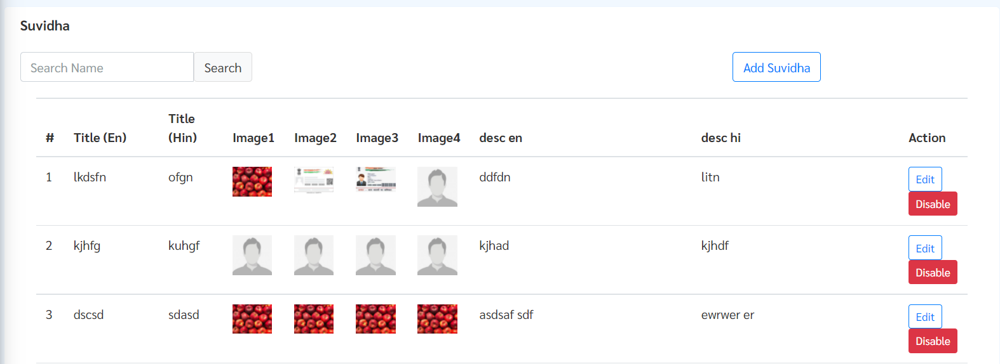 Suvidha
Search Name Search Add Suvidha
# Title (En) Title (Hin) Image1 Image2 Image3 Image4 desc en desc hi Action
1 lkdsfn ofgn ddfdn litn Edit Disable
2 kjhfg kuhgf kjhad kjhdf Edit Disable
3 dscsd sdasd asdsaf sdf ewrwer er Edit Disable